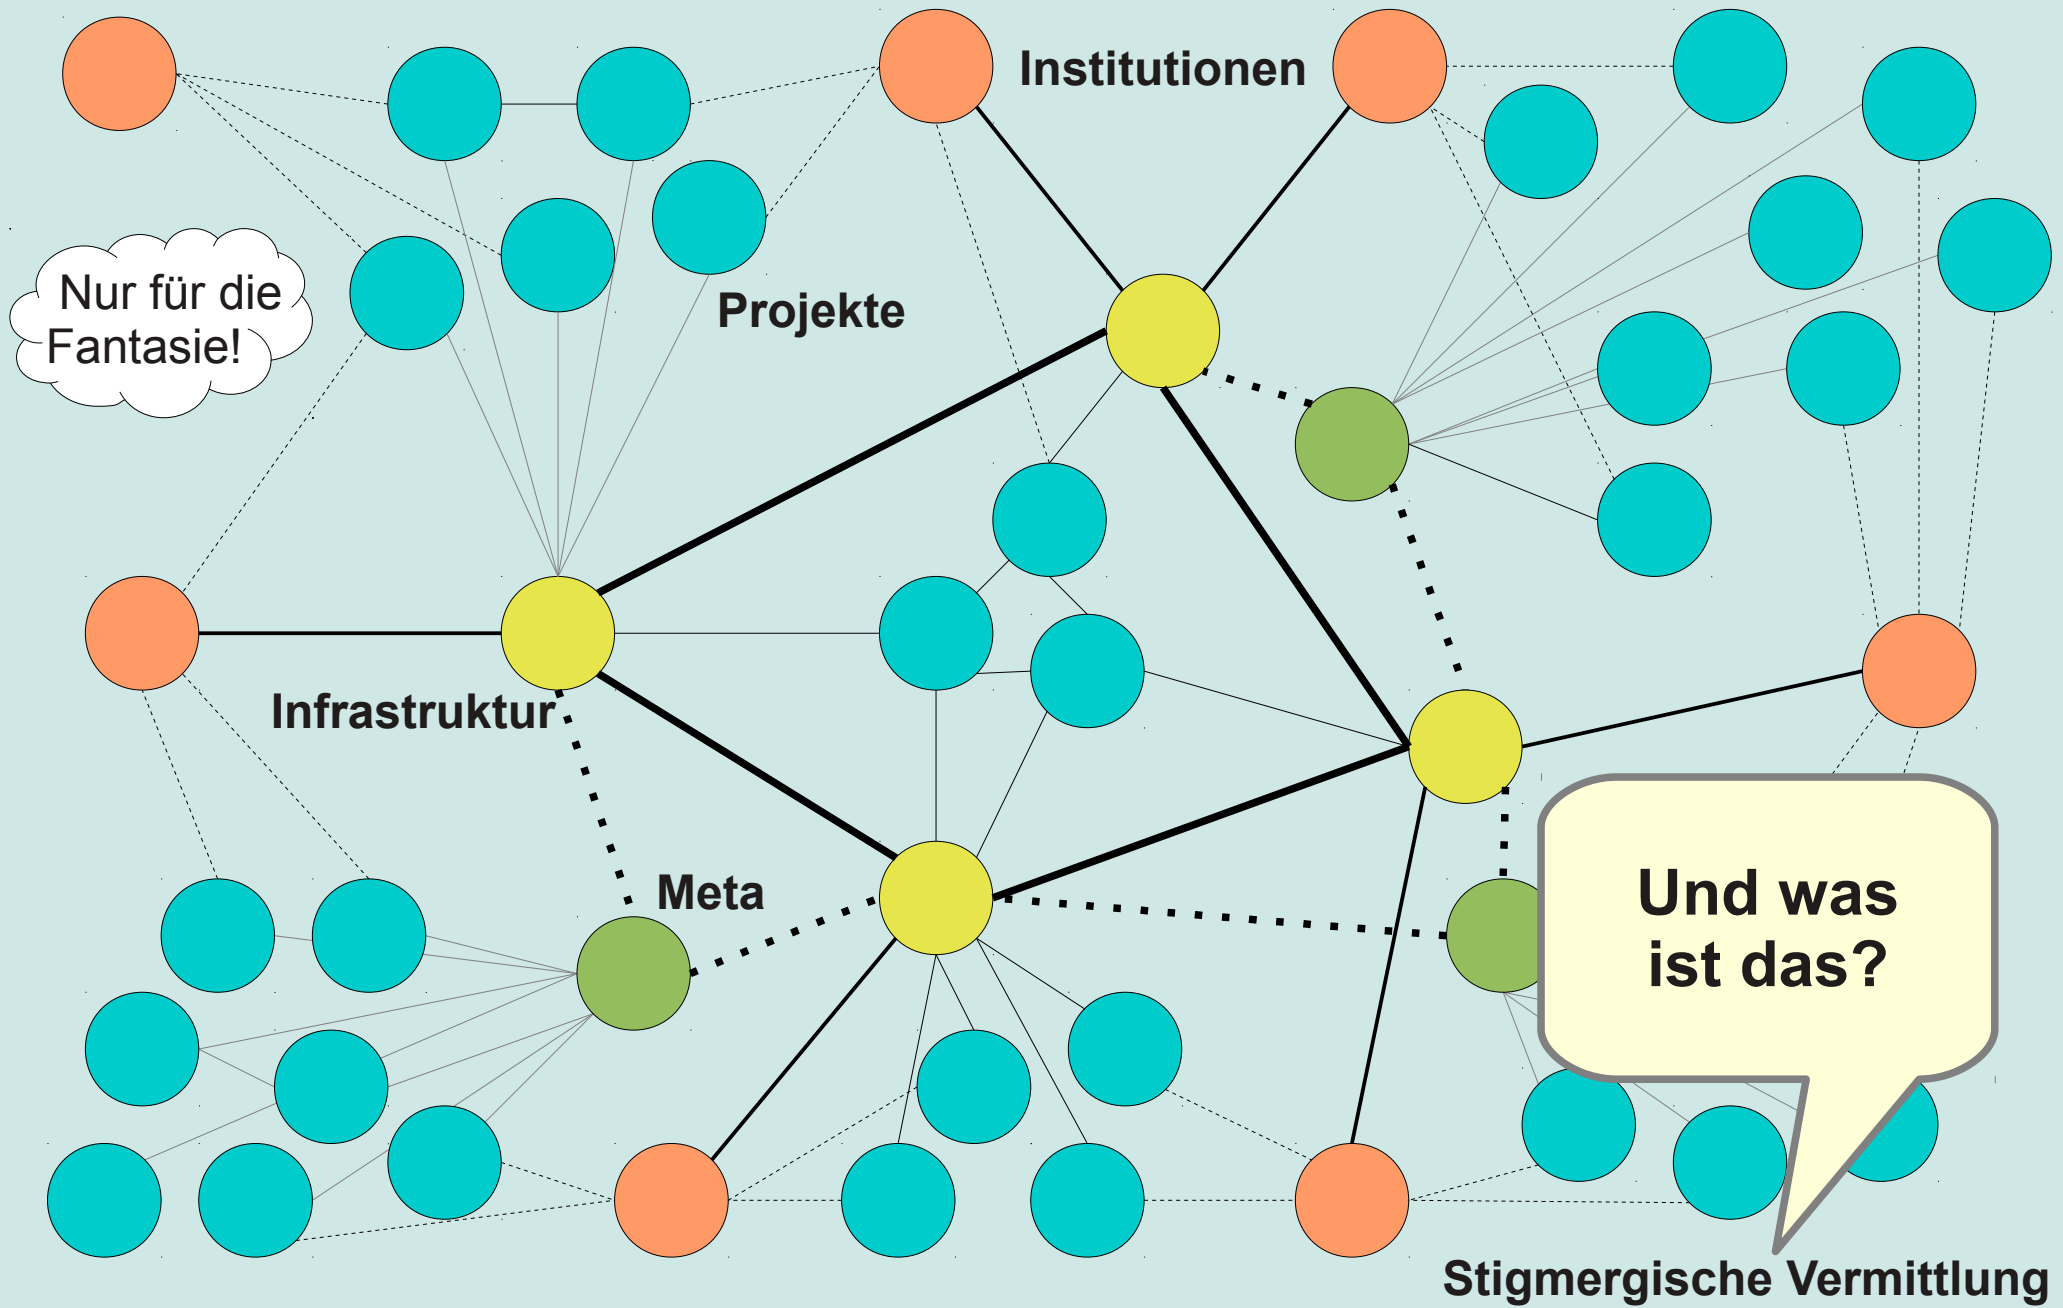 Institutionen
Nur für die
Fantasie!
Projekte
Infrastruktur
Meta
Und was
ist das?
Stigmergische Vermittlung